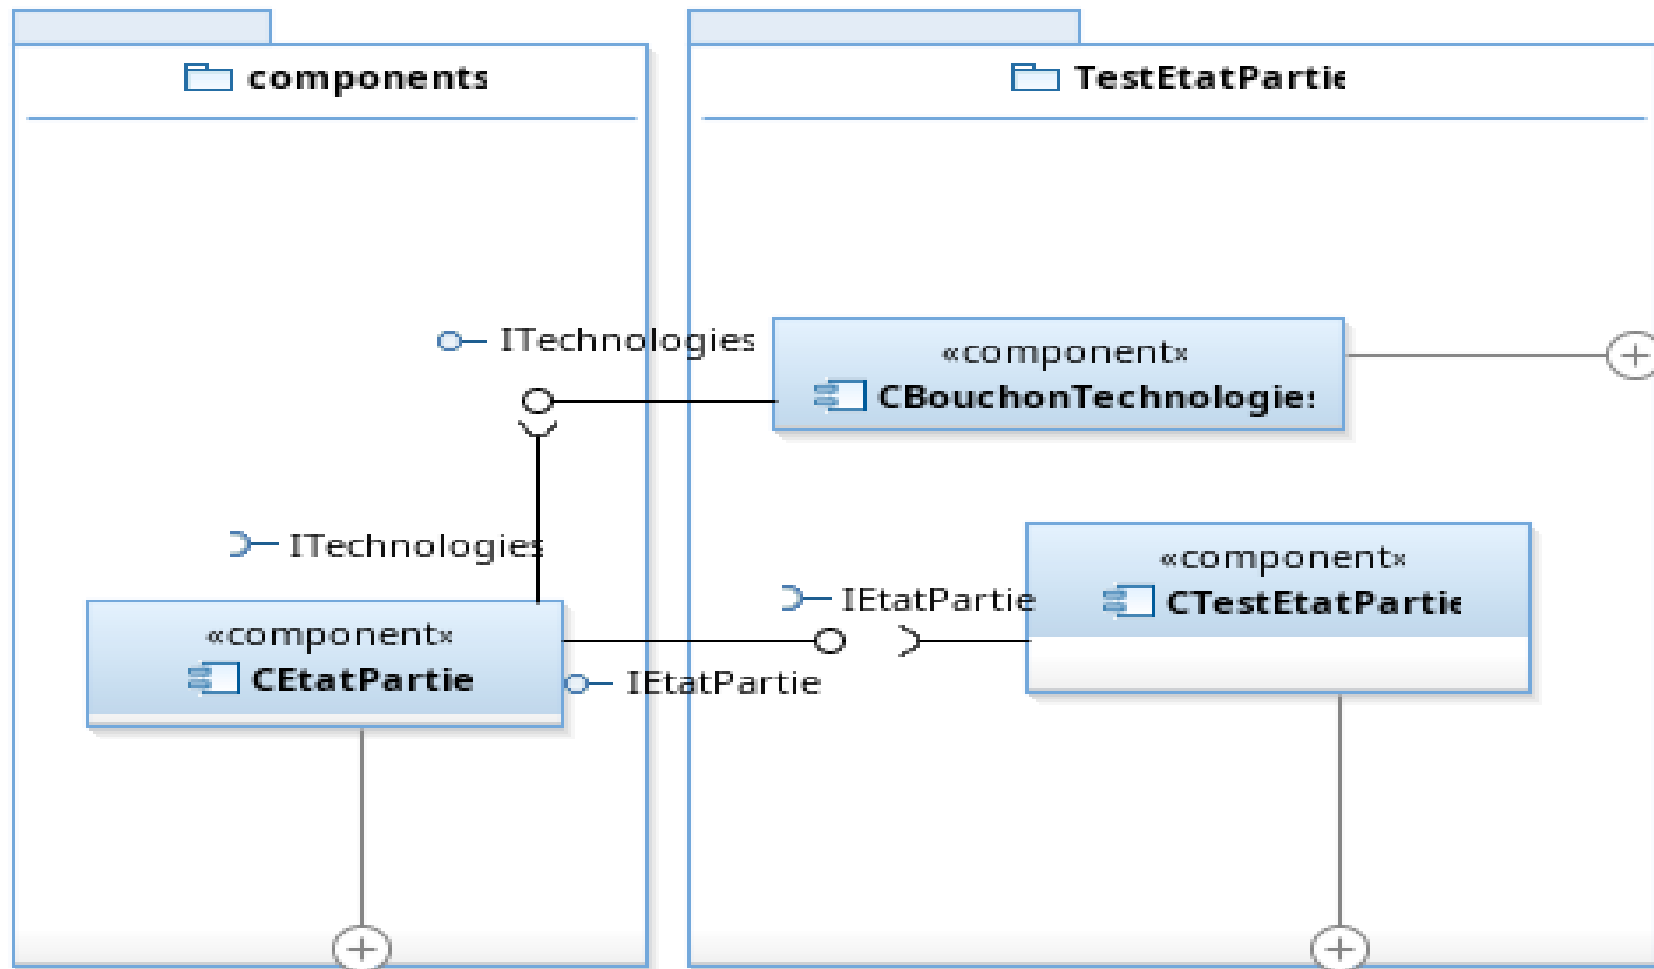 components
TestEtatPartie
ITechnologies
«component»
CBouchonTechnologies
ITechnologies
«component»
CTestEtatPartie
IEtatPartie
«component»
CEtatPartie
IEtatPartie